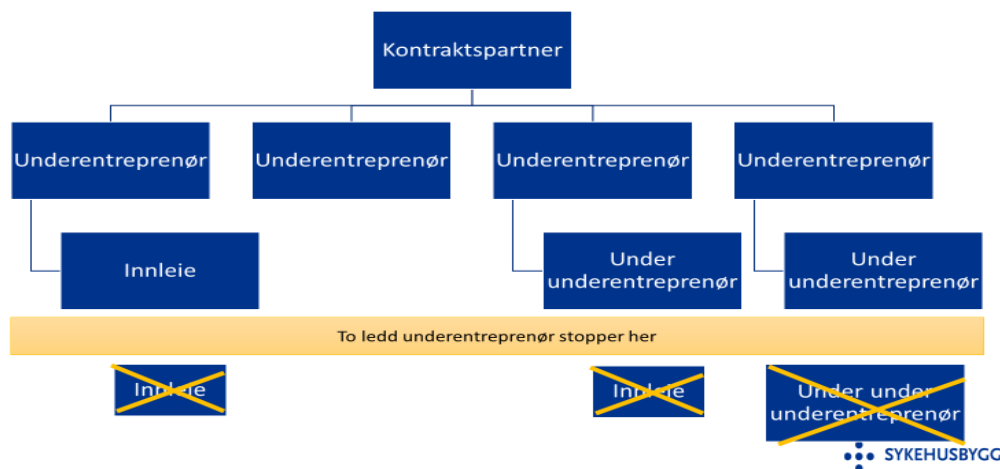 Kontraktspartner
Underentreprenør
Underentreprenør
Underentreprenør
Underentreprenør
Innleie
Under
underentreprenør
Under
underentreprenør
To ledd underentreprenør stopper her
Innleie
Innleie
Under under
underentreprenør
SYKEHUSBYGG